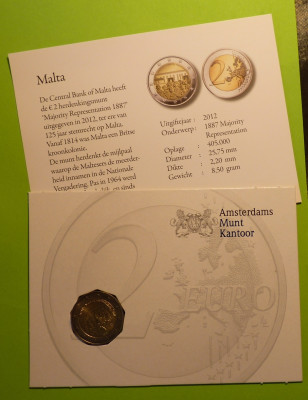 Malta
De Central Bank of Malta heeft
de € 2 herdenkingsmunt
'Majority Representation 1887'
uitgegeven in 2012, ter ere van
125 jaar stemrecht op Malta.
Vanaf 1814 was Malta een Britse
kroonkolonie.
De munt herdenkt de mijlpaal
waarop de Maltesers de meerder-
heid innamen in de Nationale
Vergadering. Pas in 1964 werd
en sinds
Uitgiftejaar : 2012
Onderwerp : 1887 Majority
Representation
Oplage : 405.000
Diameter : 25,75 mm
Dikte : 2,20 mm
Gewicht : 8,50 gram
Amsterdams
Munt
Kantoor
2 EURO